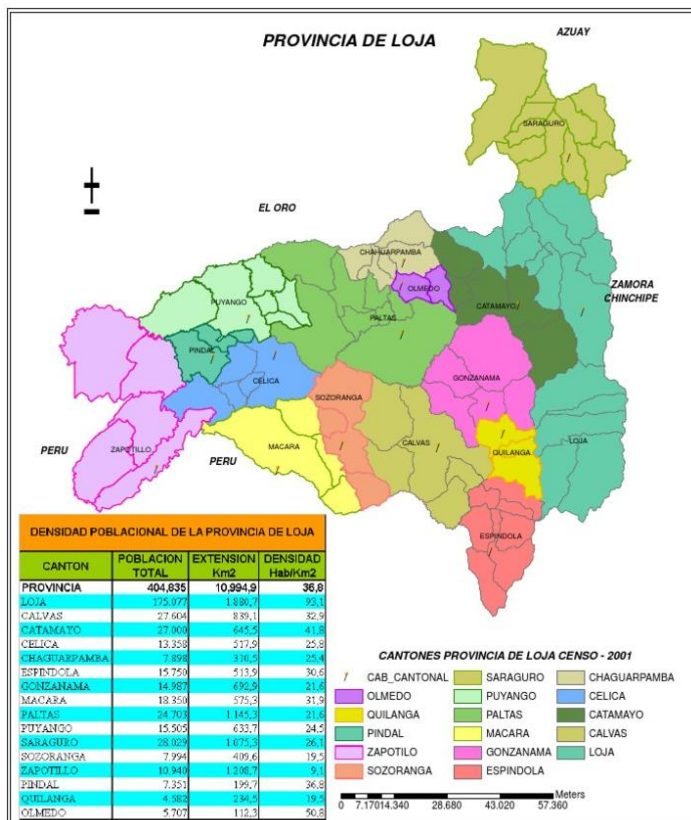 PROVINCIA DE LOJA
AZUAY
SARAGURO
EL ORO
CHAHUARPAMBA
ZAMORA
CHINCHIPE
OLMEDO
CATAMAYO
PUYANGO
PALTAS
PINDAL
GONZANAMA
CELICA
SOZORANGA
LOJA
PERU
ZAPOTILLO
PERU
MACARA
CALVAS
QUILANGA
ESPINDOLA
DENSIDAD POBLACIONAL DE LA PROVINCIA DE LOJA
CANTON POBLACION TOTAL EXTENSION Km2 DENSIDAD Hab/Km2
PROVINCIA 404,835 10,994,9 36,8
LOJA 175.077 1.880,7 93,1
CALVAS 27.604 839,1 32,9
CATAMAYO 27.000 645,5 41,8
CELICA 13.358 517,9 25,8
CHAGUARPAMBA 7.898 310,5 25,4
ESPINDOLA 15.750 513,9 30,6
GONZANAMA 14.987 692,9 21,6
MACARA 18.350 575,3 31,9
PALTAS 24.703 1.145,3 21,6
PUYANGO 15.505 633,7 24,5
SARAGURO 28.029 1.075,3 26,1
SOZORANGA 7.994 409,6 19,5
ZAPOTILLO 10.940 1.208,7 9,1
PINDAL 7.351 199,7 36,8
QUILANGA 4.582 234,5 19,5
OLMEDO 5.707 112,3 50,8
CANTONES PROVINCIA DE LOJA CENSO - 2001
CAB_CANTONAL SARAGURO CHAGUARPAMBA
OLMEDO PUYANGO CELICA
QUILANGA PALTAS CATAMAYO
PINDAL MACARA CALVAS
ZAPOTILO GONZANAMA LOJA
SOZORANGA ESPINDOLA
Meters
0 7.170 14.340 28.680 43.020 57.360